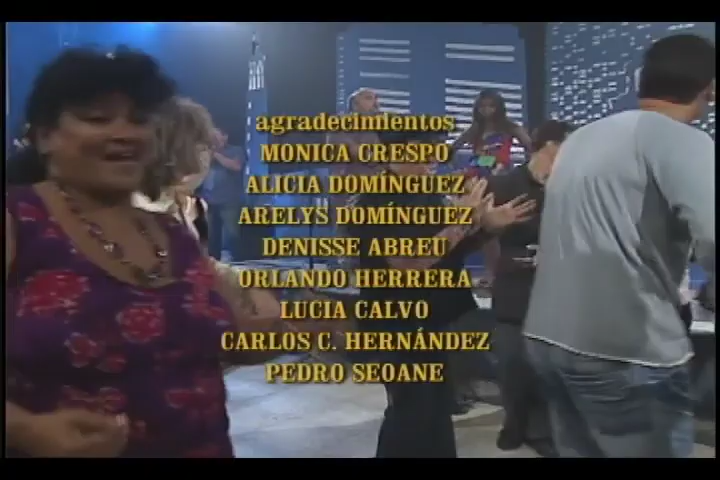 agradecimientos
MONICA CRESPO
ALICIA DOMÍNGUEZ
ARELYS DOMÍNGUEZ
DENISSE ABREU
ORLANDO HERRERA
LUCIA CALVO
CARLOS C. HERNÁNDEZ
PEDRO SEOANE